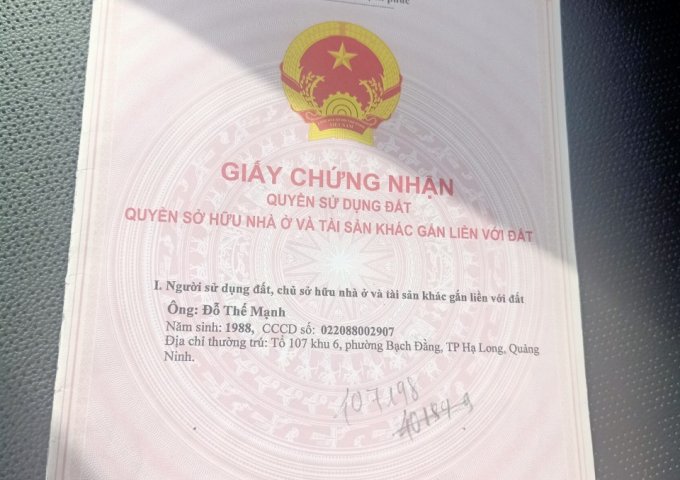 phúc
VIỆT NAM
GIẤY CHỨNG NHẬN
QUYỀN SỬ DỤNG ĐẤT
QUYỀN SỞ HỮU NHÀ Ở VÀ TÀI SẢN KHÁC GẮN LIỀN VỚI ĐẤT
I. Người sử dụng đất, chủ sở hữu nhà ở và tài sản khác gắn liền với đất
Ông: Đỗ Thế Mạnh
Năm sinh: 1988, CCCD số: 022088002907
Địa chỉ thường trú: Tổ 107 khu 6, phường Bạch Đằng, TP Hạ Long, Quảng
Ninh.
107198